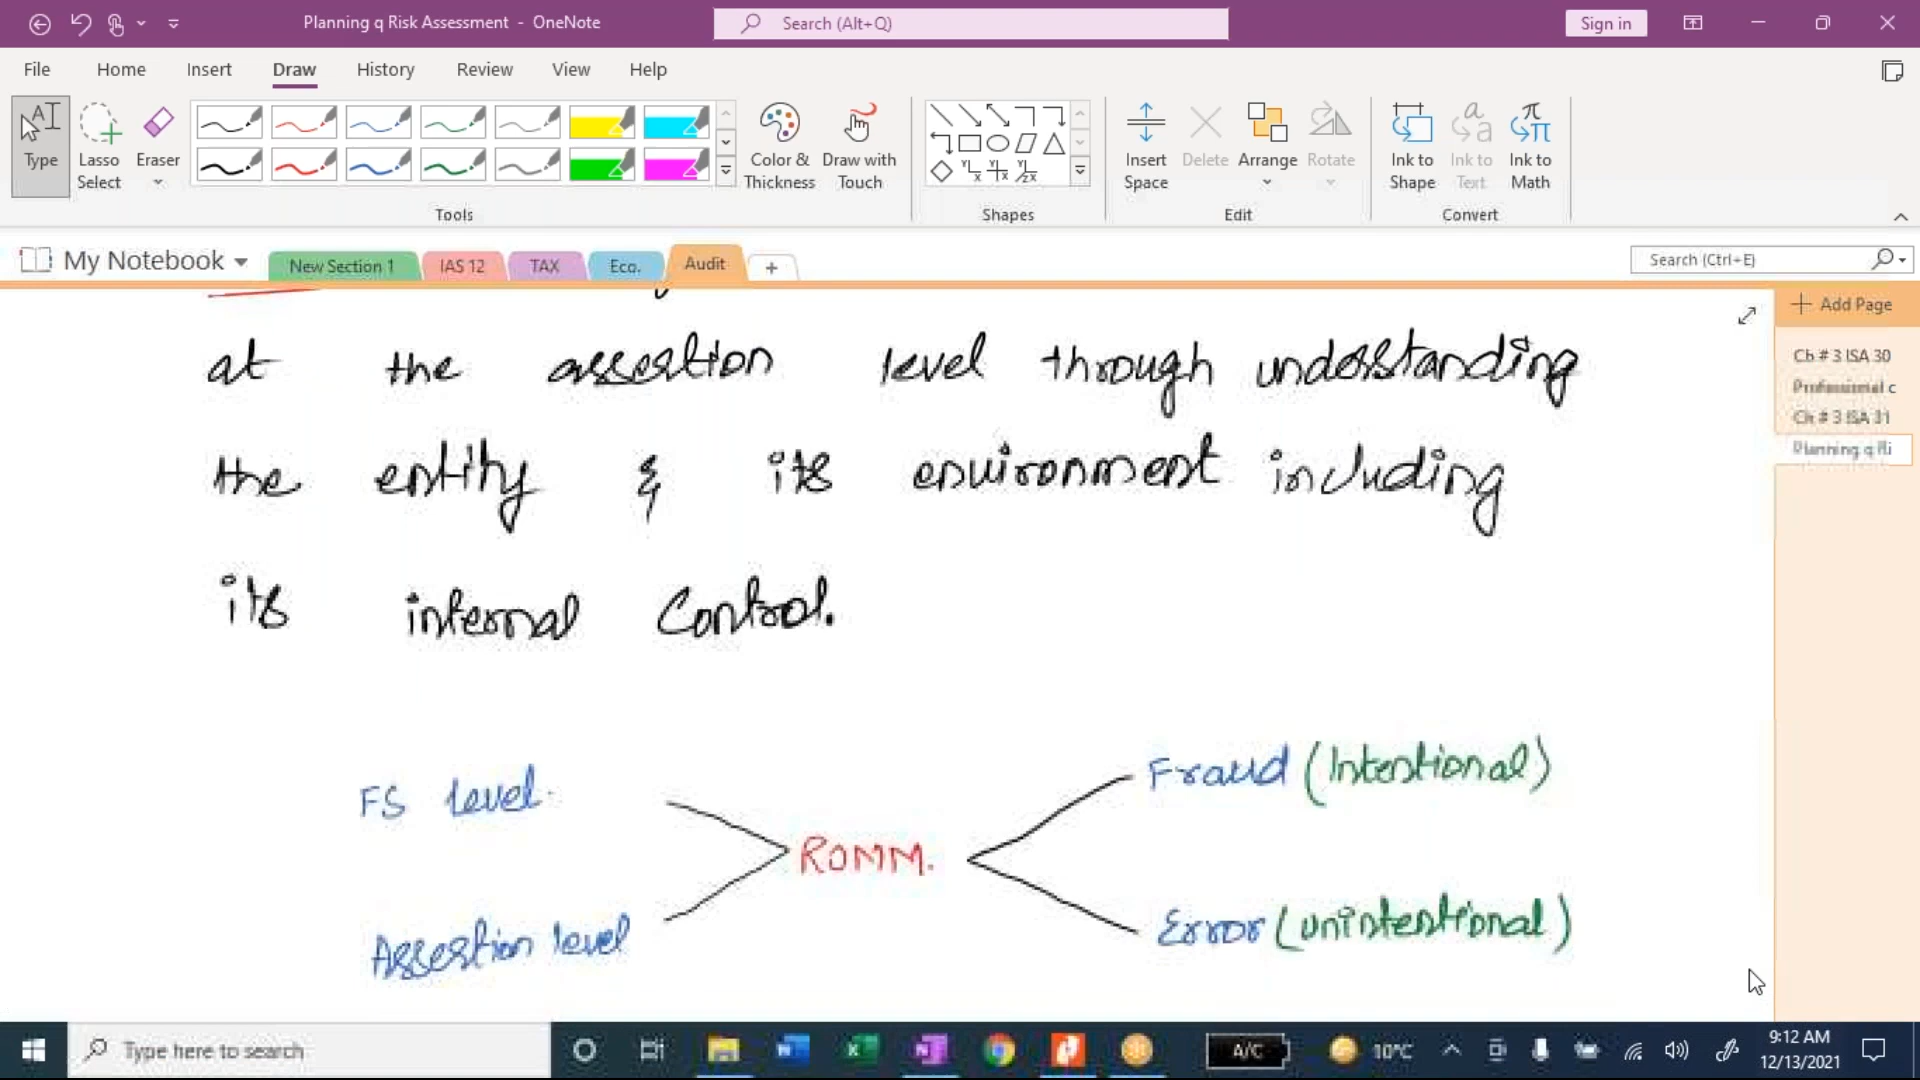 Planning q Risk Assessment - OneNote
Search (Alt+Q)
Sign in
File Home Insert Draw History Review View Help
Type
Lasso Select
Eraser
Color & Thickness
Draw with Touch
Insert Space
Delete
Arrange
Rotate
Ink to Shape
Ink to Text
Ink to Math
Tools
Shapes
Edit
Convert
My Notebook
New Section 1
IAS 12
TAX
Eco.
Audit
Search (Ctrl+E)
Add Page
Ch # 3 ISA 30
Professional c
Ch # 3 ISA 31
Planning q Ri
at the assertion level through understanding
the entity & its environment including
its internal Control.
FS level.
Assertion level
ROMM.
Fraud (Intentional)
Error (unintentional)
Type here to search
A/C
10°C
9:12 AM
12/13/2021